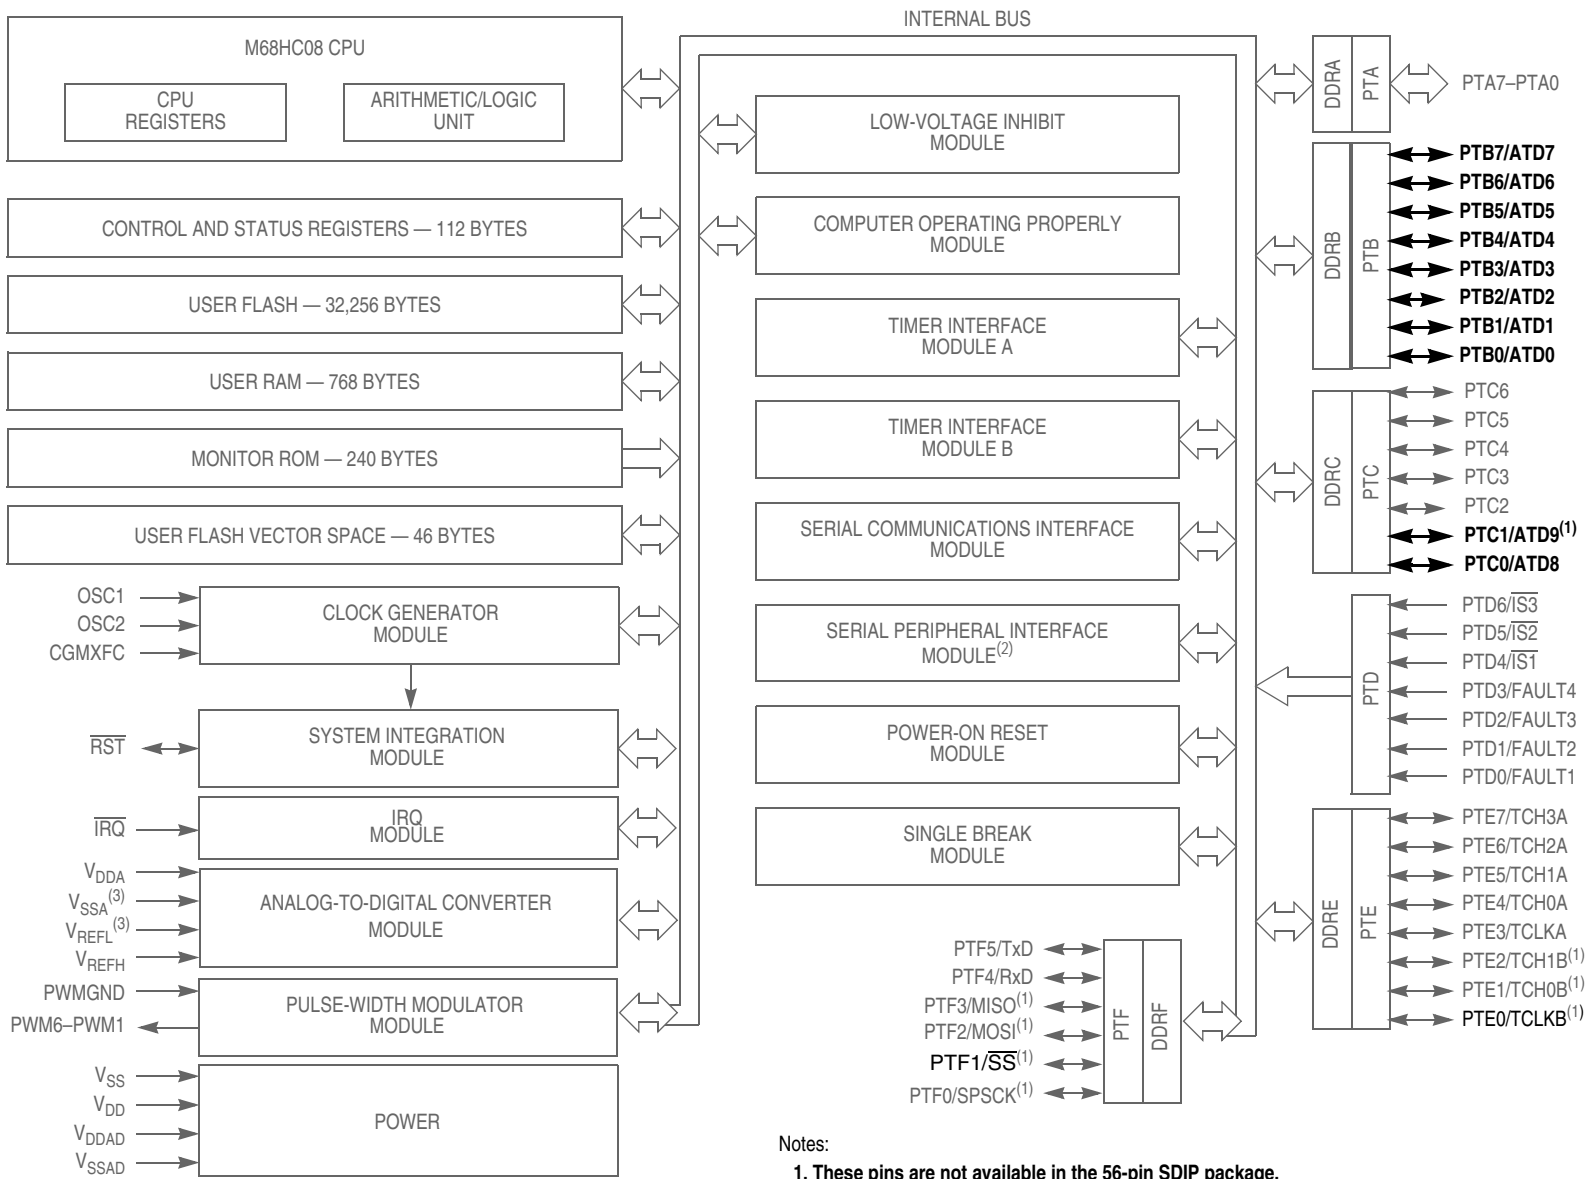 INTERNAL BUS
M68HC08 CPU
CPU
REGISTERS
ARITHMETIC/LOGIC
UNIT
CONTROL AND STATUS REGISTERS — 112 BYTES
USER FLASH — 32,256 BYTES
USER RAM — 768 BYTES
MONITOR ROM — 240 BYTES
USER FLASH VECTOR SPACE — 46 BYTES
OSC1
OSC2
CGMXFC
CLOCK GENERATOR
MODULE
RST
SYSTEM INTEGRATION
MODULE
IRQ
IRQ
MODULE
VDDA
VSSA(3)
VREFL(3)
VREFH
ANALOG-TO-DIGITAL CONVERTER
MODULE
PWMGND
PWM6–PWM1
PULSE-WIDTH MODULATOR
MODULE
VSS
VDD
VDDAD
VSSAD
POWER
LOW-VOLTAGE INHIBIT
MODULE
COMPUTER OPERATING PROPERLY
MODULE
TIMER INTERFACE
MODULE A
TIMER INTERFACE
MODULE B
SERIAL COMMUNICATIONS INTERFACE
MODULE
SERIAL PERIPHERAL INTERFACE
MODULE(2)
POWER-ON RESET
MODULE
SINGLE BREAK
MODULE
PTF5/TxD
PTF4/RxD
PTF3/MISO(1)
PTF2/MOSI(1)
PTF1/SS(1)
PTF0/SPSCK(1)
PTF
DDRF
DDRA
PTA
PTA7–PTA0
DDRB
PTB
PTB7/ATD7
PTB6/ATD6
PTB5/ATD5
PTB4/ATD4
PTB3/ATD3
PTB2/ATD2
PTB1/ATD1
PTB0/ATD0
DDRC
PTC
PTC6
PTC5
PTC4
PTC3
PTC2
PTC1/ATD9(1)
PTC0/ATD8
PTD
PTD6/IS3
PTD5/IS2
PTD4/IS1
PTD3/FAULT4
PTD2/FAULT3
PTD1/FAULT2
PTD0/FAULT1
DDRE
PTE
PTE7/TCH3A
PTE6/TCH2A
PTE5/TCH1A
PTE4/TCH0A
PTE3/TCLKA
PTE2/TCH1B(1)
PTE1/TCH0B(1)
PTE0/TCLKB(1)
Notes:
1. These pins are not available in the 56-pin SDIP package.